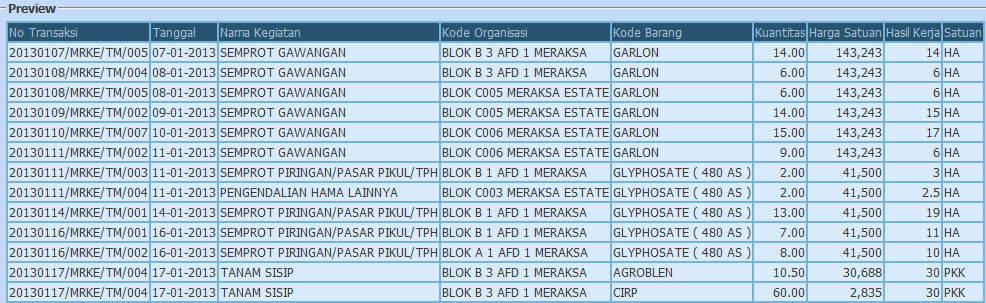 Preview
No Transaksi Tanggal Nama Kegiatan Kode Organisasi Kode Barang Kuantitas Harga Satuan Hasil Kerja Satuan
20130107/MRKE/TM/005 07-01-2013 SEMPROT GAWANGAN BLOK B 3 AFD 1 MERAKSA GARLON 14.00 143,243 14 HA
20130108/MRKE/TM/004 08-01-2013 SEMPROT GAWANGAN BLOK B 3 AFD 1 MERAKSA GARLON 6.00 143,243 6 HA
20130108/MRKE/TM/005 08-01-2013 SEMPROT GAWANGAN BLOK C005 MERAKSA ESTATE GARLON 6.00 143,243 6 HA
20130109/MRKE/TM/002 09-01-2013 SEMPROT GAWANGAN BLOK C005 MERAKSA ESTATE GARLON 14.00 143,243 15 HA
20130110/MRKE/TM/007 10-01-2013 SEMPROT GAWANGAN BLOK C006 MERAKSA ESTATE GARLON 15.00 143,243 17 HA
20130111/MRKE/TM/002 11-01-2013 SEMPROT GAWANGAN BLOK C006 MERAKSA ESTATE GARLON 9.00 143,243 6 HA
20130111/MRKE/TM/003 11-01-2013 SEMPROT PIRINGAN/PASAR PIKUL/TPH BLOK B 1 AFD 1 MERAKSA GLYPHOSATE ( 480 AS ) 2.00 41,500 3 HA
20130111/MRKE/TM/004 11-01-2013 PENGENDALIAN HAMA LAINNYA BLOK C003 MERAKSA ESTATE GLYPHOSATE ( 480 AS ) 2.00 41,500 2.5 HA
20130114/MRKE/TM/001 14-01-2013 SEMPROT PIRINGAN/PASAR PIKUL/TPH BLOK B 1 AFD 1 MERAKSA GLYPHOSATE ( 480 AS ) 13.00 41,500 19 HA
20130116/MRKE/TM/001 16-01-2013 SEMPROT PIRINGAN/PASAR PIKUL/TPH BLOK B 1 AFD 1 MERAKSA GLYPHOSATE ( 480 AS ) 7.00 41,500 11 HA
20130116/MRKE/TM/002 16-01-2013 SEMPROT PIRINGAN/PASAR PIKUL/TPH BLOK A 1 AFD 1 MERAKSA GLYPHOSATE ( 480 AS ) 8.00 41,500 10 HA
20130117/MRKE/TM/004 17-01-2013 TANAM SISIP BLOK B 3 AFD 1 MERAKSA AGROBLEN 10.50 30,688 30 PKK
20130117/MRKE/TM/004 17-01-2013 TANAM SISIP BLOK B 3 AFD 1 MERAKSA CIRP 60.00 2,835 30 PKK